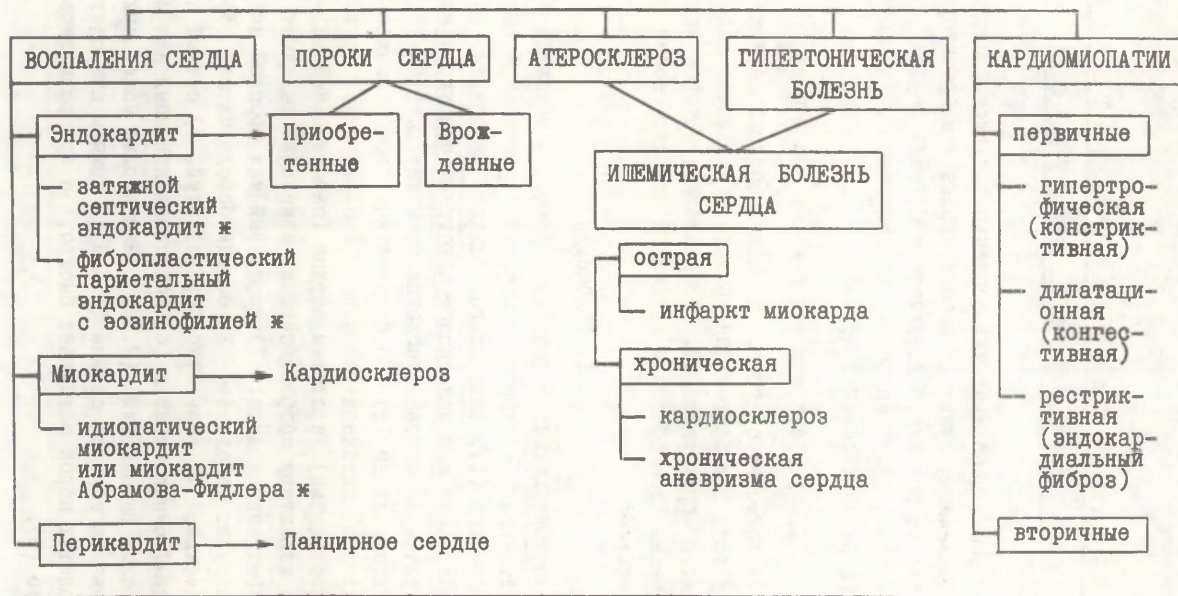 ВОСПАЛЕНИЯ СЕРДЦА
Эндокардит
затяжной
септический
эндокардит ж
фибропластический
париетальный
эндокардит
с эозинофилией ж
Миокардит
идиопатический
миокардит
или миокардит
Абрамова-Фидлера ж
Перикардит
Кардиосклероз
Панцирное сердце
ПОРОКИ СЕРДЦА
Приобре-
тенные
Врож-
денные
АТЕРОСКЛЕРОЗ
ГИПЕРТОНИЧЕСКАЯ
БОЛЕЗНЬ
ИШЕМИЧЕСКАЯ БОЛЕЗНЬ
СЕРДЦА
острая
инфаркт миокарда
хроническая
кардиосклероз
хроническая
аневризма сердца
КАРДИОМИОПАТИИ
первичные
гипертро-
фическая
(констрик-
тивная)
дилатаци-
онная
(конгес-
тивная)
рестрик-
тивная
(эндокар-
диальный
фиброз)
вторичные